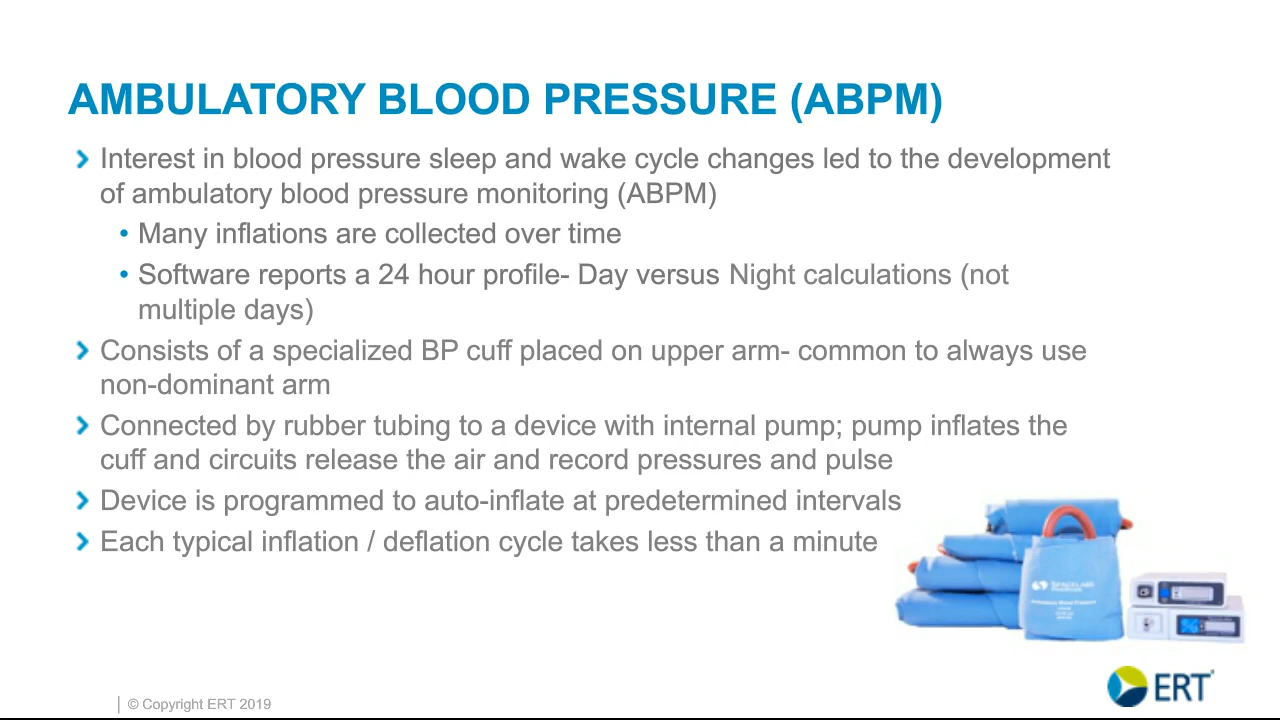 AMBULATORY BLOOD PRESSURE (ABPM)
Interest in blood pressure sleep and wake cycle changes led to the development
of ambulatory blood pressure monitoring (ABPM)
• Many inflations are collected over time
• Software reports a 24 hour profile- Day versus Night calculations (not
multiple days)
Consists of a specialized BP cuff placed on upper arm- common to always use
non-dominant arm
Connected by rubber tubing to a device with internal pump; pump inflates the
cuff and circuits release the air and record pressures and pulse
Device is programmed to auto-inflate at predetermined intervals
Each typical inflation / deflation cycle takes less than a minute
SPACELABS
© Copyright ERT 2019
ERT